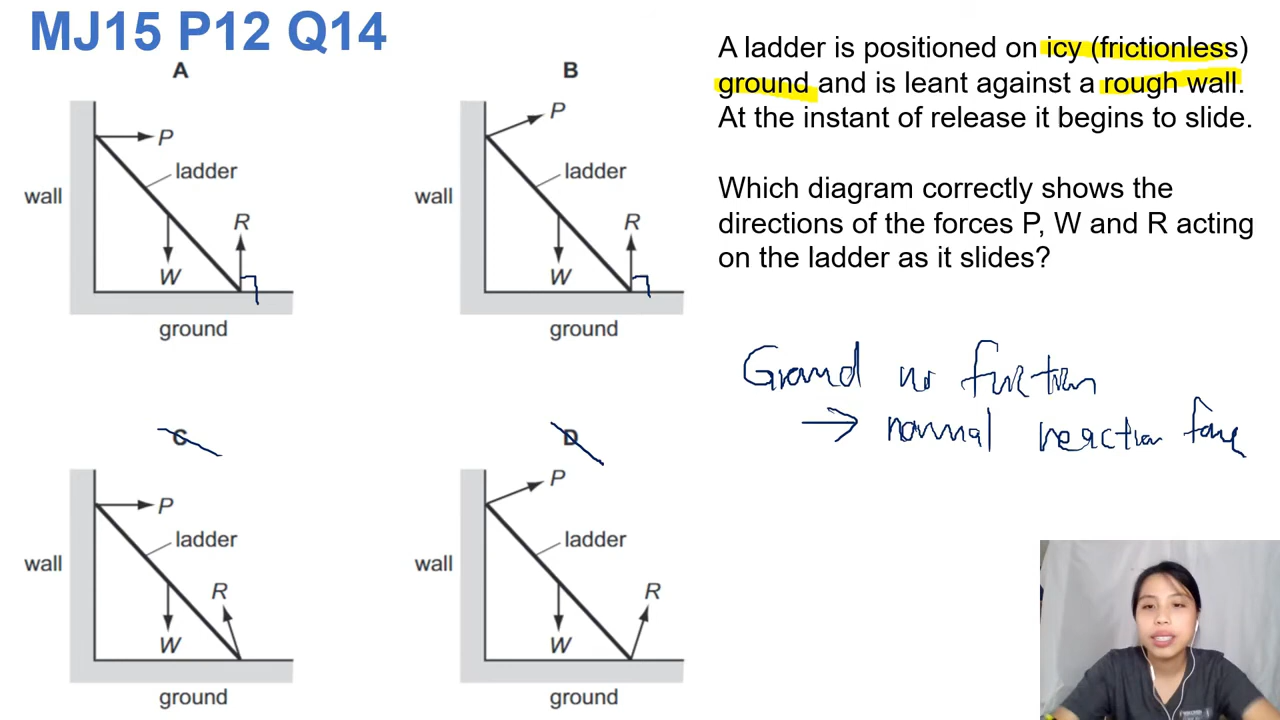 MJ15 P12 Q14
A
P
ladder
wall
R
W
ground
B
P
ladder
wall
R
W
ground
C
P
ladder
wall
R
W
ground
D
P
ladder
wall
R
W
ground
A ladder is positioned on icy (frictionless)
ground and is leant against a rough wall.
At the instant of release it begins to slide.
Which diagram correctly shows the
directions of the forces P, W and R acting
on the ladder as it slides?
Ground no friction
→ normal reaction force